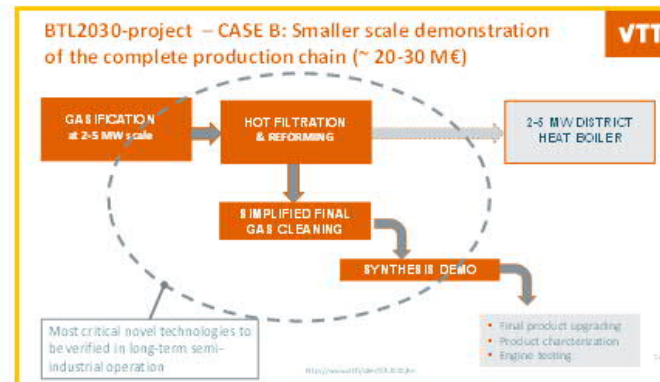 BTL2030-project – CASE B: Smaller scale demonstration
of the complete production chain (~ 20-30 M€)
VTT
GASIFICATION
at 2-5 MW scale
HOT FILTRATION
& REFORMING
2-5 MW DISTRICT
HEAT BOILER
SIMPLIFIED FINAL
GAS CLEANING
SYNTHESIS DEMO
Most critical novel technologies to
be verified in long-term semi-
industrial operation
• Final product upgrading
• Product charcterization
• Engine testing